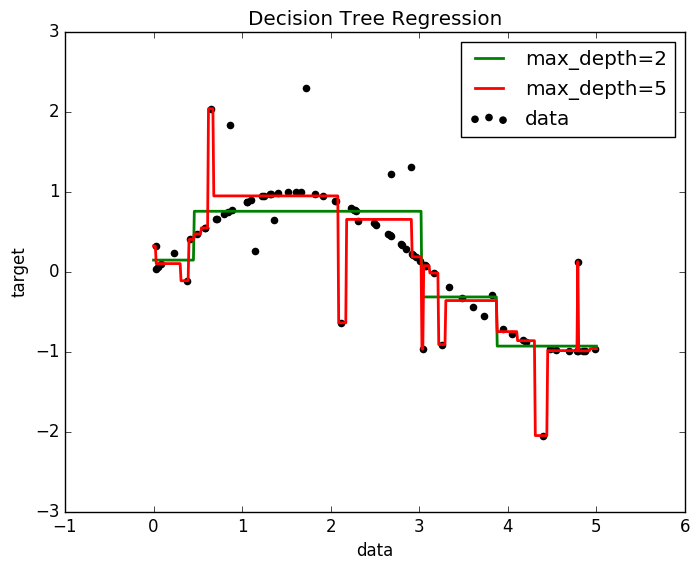 Decision Tree Regression
max_depth=2
max_depth=5
data
3
2
1
0
−1
−2
−3
target
−1 0 1 2 3 4 5 6
data